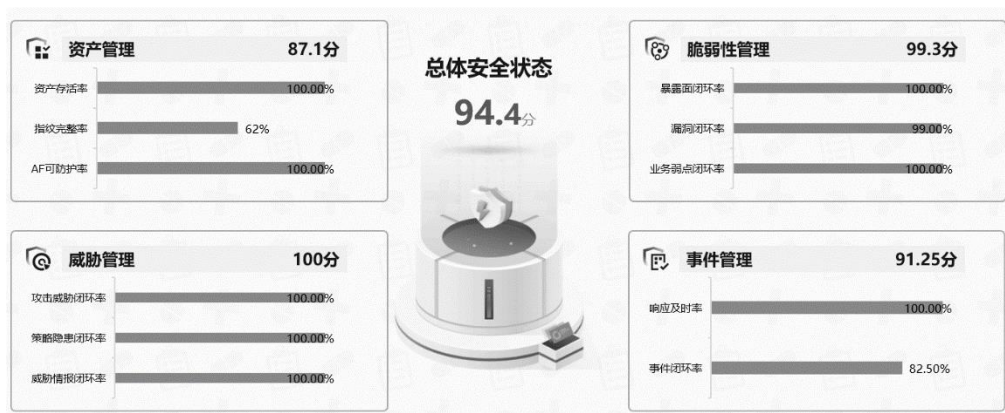 资产管理 87.1分
资产存活率 100.00%
指纹完整率 62%
AF可防护率 100.00%
总体安全状态
94.4分
脆弱性管理 99.3分
暴露面闭环率 100.00%
漏洞闭环率 99.00%
业务弱点闭环率 100.00%
威胁管理 100分
攻击威胁闭环率 100.00%
策略隐患闭环率 100.00%
威胁情报闭环率 100.00%
事件管理 91.25分
响应及时率 100.00%
事件闭环率 82.50%